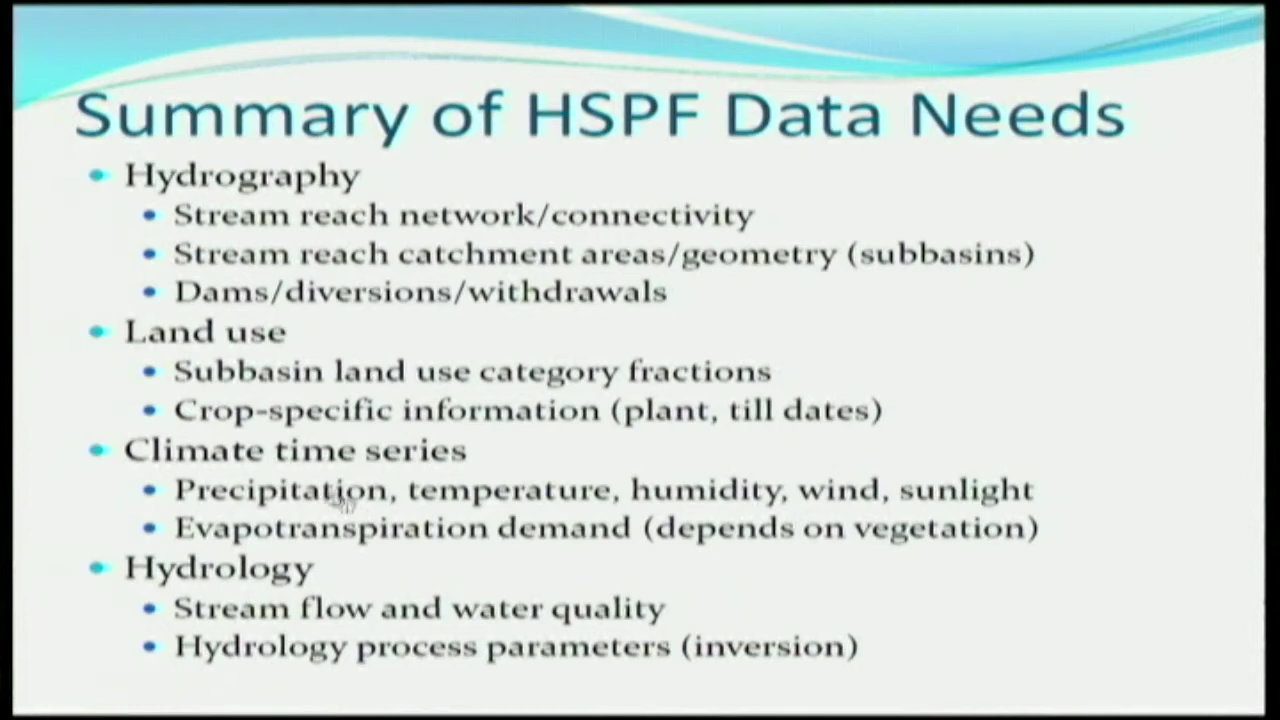 Summary of HSPF Data Needs
Hydrography
Stream reach network/connectivity
Stream reach catchment areas/geometry (subbasins)
Dams/diversions/withdrawals
Land use
Subbasin land use category fractions
Crop-specific information (plant, till dates)
Climate time series
Precipitation, temperature, humidity, wind, sunlight
Evapotranspiration demand (depends on vegetation)
Hydrology
Stream flow and water quality
Hydrology process parameters (inversion)